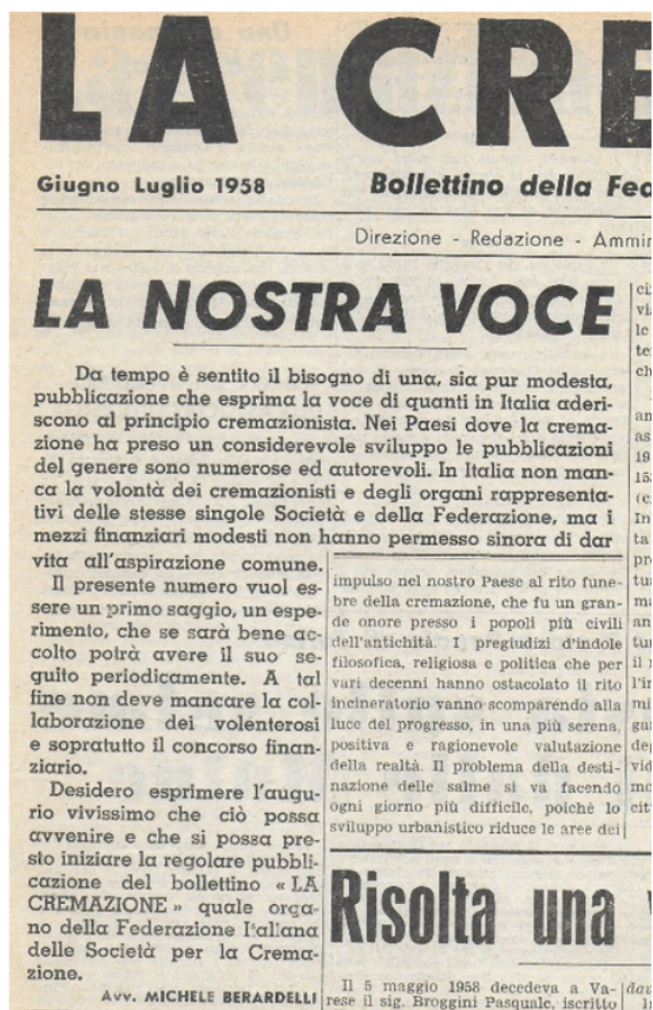 LA CRE
Giugno Luglio 1958
Bollettino della Fed
Direzione - Redazione - Ammin
LA NOSTRA VOCE
Da tempo è sentito il bisogno di una, sia pur modesta,
pubblicazione che esprima la voce di quanti in Italia aderi-
scono al principio cremazionista. Nei Paesi dove la crema-
zione ha preso un considerevole sviluppo le pubblicazioni
del genere sono numerose ed autorevoli. In Italia non man-
ca la volontà dei cremazionisti e degli organi rappresenta-
tivi delle stesse singole Società e della Federazione, ma i
mezzi finanziari modesti non hanno permesso sinora di dar
vita all'aspirazione comune.
Il presente numero vuol es-
sere un primo saggio, un espe-
rimento, che se sarà bene ac-
colto potrà avere il suo se-
guito periodicamente. A tal
fine non deve mancare la col-
laborazione dei volenterosi
e sopratutto il concorso finan-
ziario.
Desidero esprimere l'augu-
rio vivissimo che ciò possa
avvenire e che si possa pre-
sto iniziare la regolare pubbli-
cazione del bollettino « LA
CREMAZIONE » quale orga-
no della Federazione Italiana
delle Società per la Crema-
zione.
Avv. MICHELE BERARDELLI
impulso nel nostro Paese al rito fune-
bre della cremazione, che fu un gran-
de onore presso i popoli più civili
dell'antichità. I pregiudizi d'indole
filosofica, religiosa e politica che per
vari decenni hanno ostacolato il rito
incineratorio vanno scomparendo alla
luce del progresso, in una più serena,
positiva e ragionevole valutazione
della realtà. Il problema della desti-
nazione delle salme si va facendo
ogni giorno più difficile, poichè lo
sviluppo urbanistico riduce le aree dei
Risolta una
Il 5 maggio 1958 decedeva a Va-
rese il sig. Broggini Pasquale, iscritto